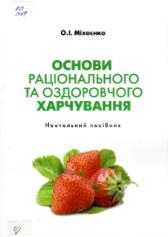 О.І. Міхеєнко
ОСНОВИ
РАЦІОНАЛЬНОГО
ТА ОЗДОРОВЧОГО
ХАРЧУВАННЯ
Навчальний посібник